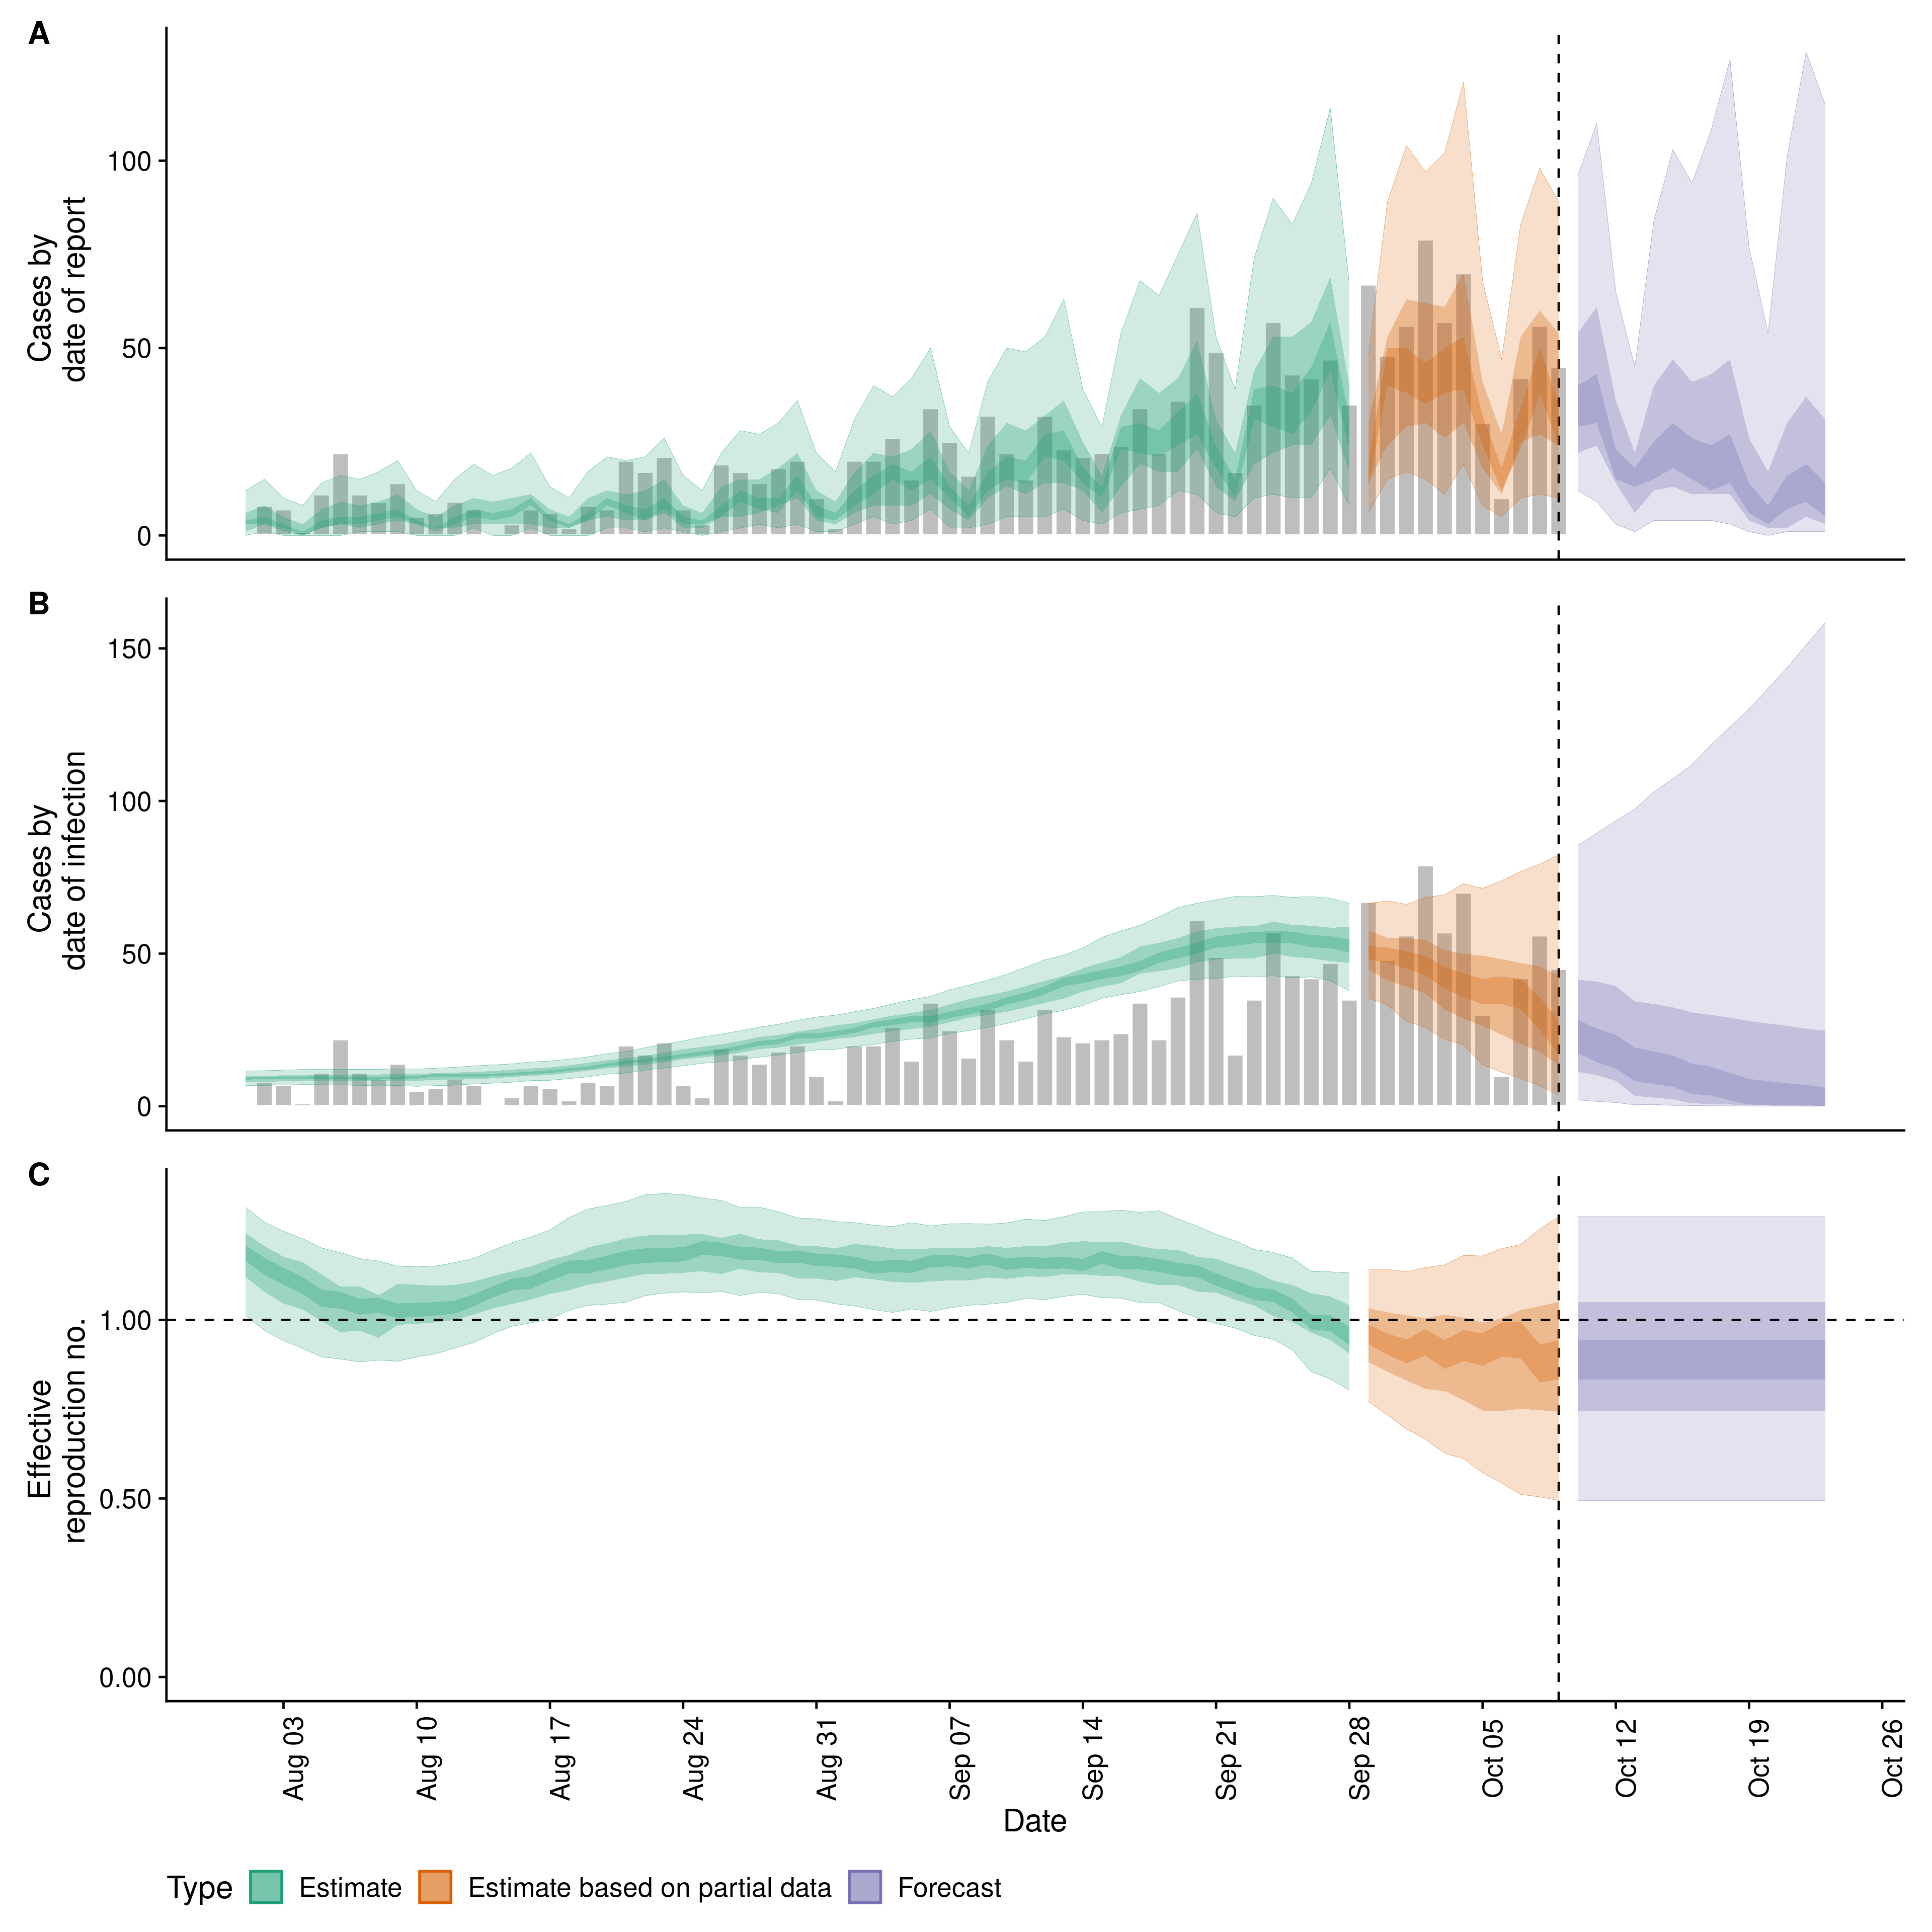 A
Cases by
date of report
100
50
0
B
Cases by
date of infection
150
100
50
0
C
Effective
reproduction no.
1.00
0.50
0.00
Aug 03
Aug 10
Aug 17
Aug 24
Aug 31
Sep 07
Sep 14
Sep 21
Sep 28
Oct 05
Oct 12
Oct 19
Oct 26
Date
Type Estimate Estimate based on partial data Forecast